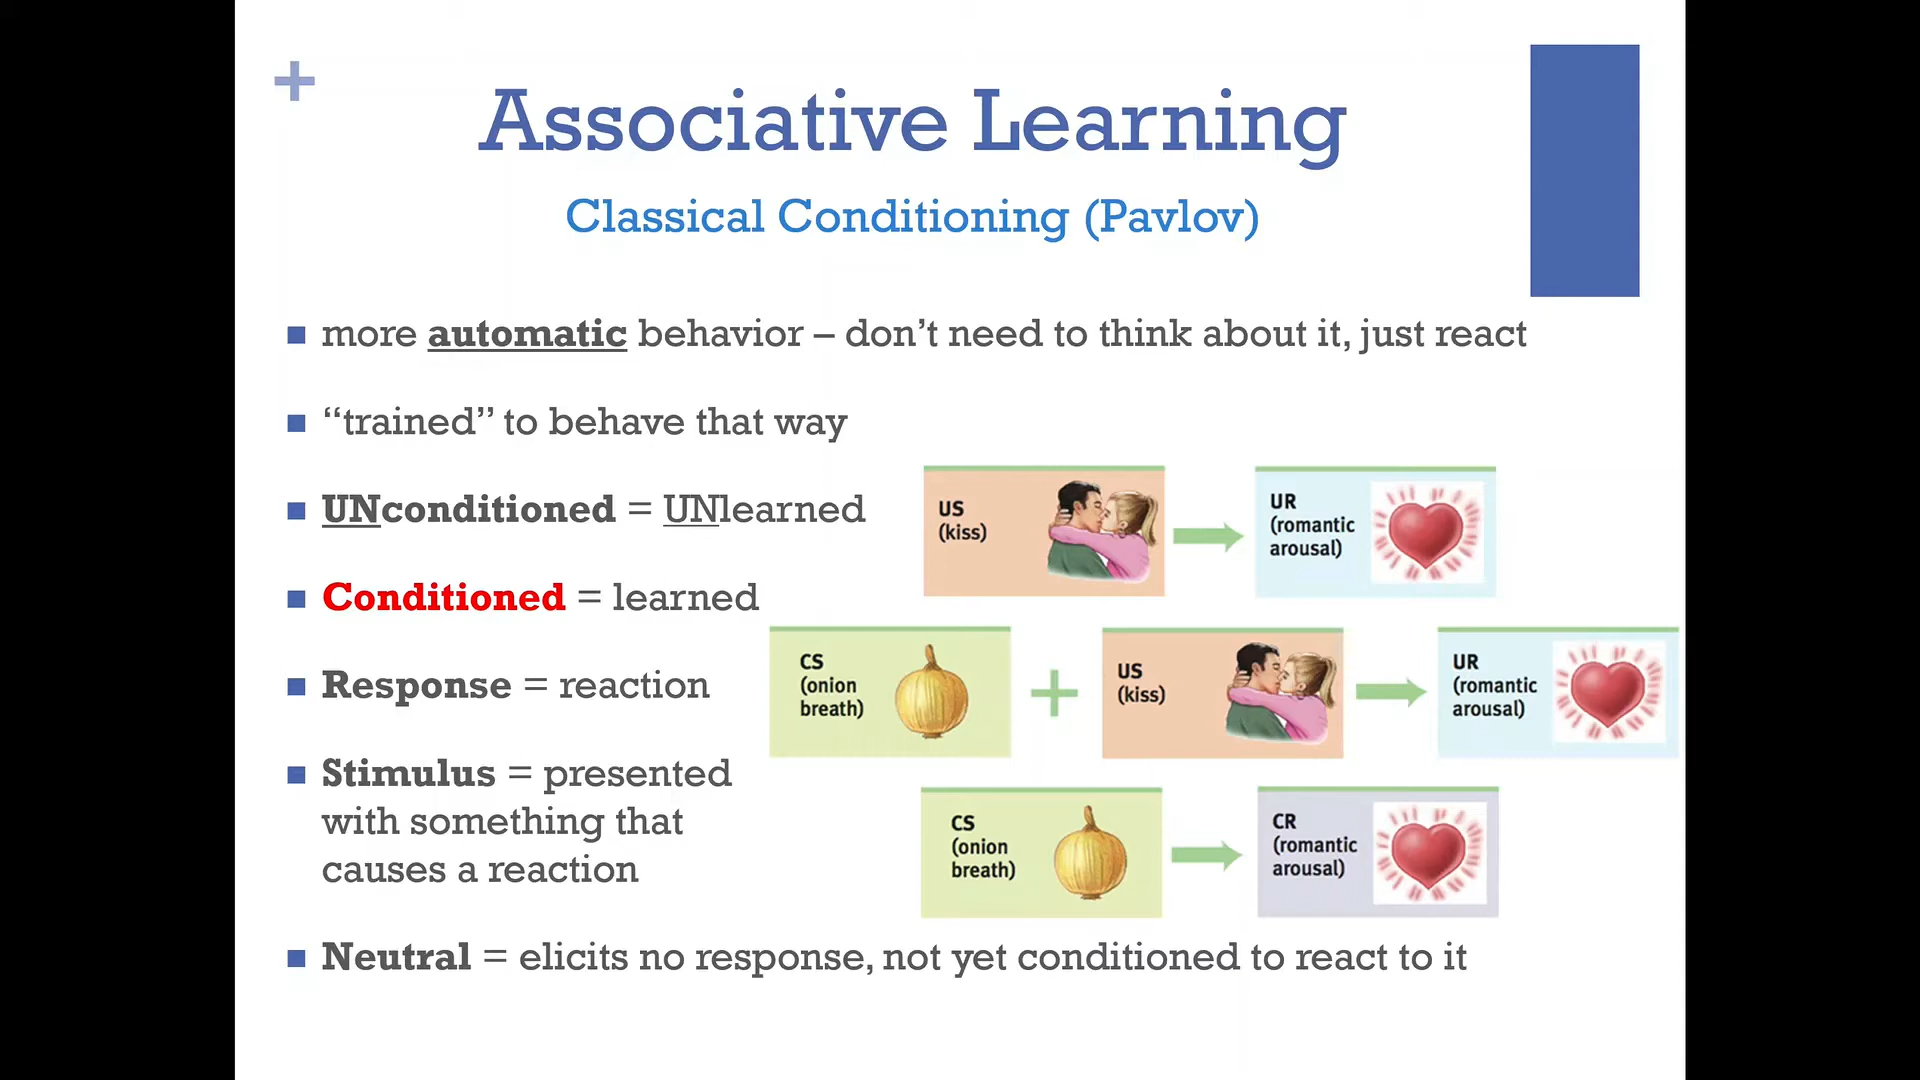 +
Associative Learning
Classical Conditioning (Pavlov)
more automatic behavior – don’t need to think about it, just react
“trained” to behave that way
UNconditioned = UNlearned
Conditioned = learned
Response = reaction
Stimulus = presented
with something that
causes a reaction
Neutral = elicits no response, not yet conditioned to react to it
US
(kiss)
UR
(romantic
arousal)
CS
(onion
breath)
+
US
(kiss)
UR
(romantic
arousal)
CS
(onion
breath)
CR
(romantic
arousal)